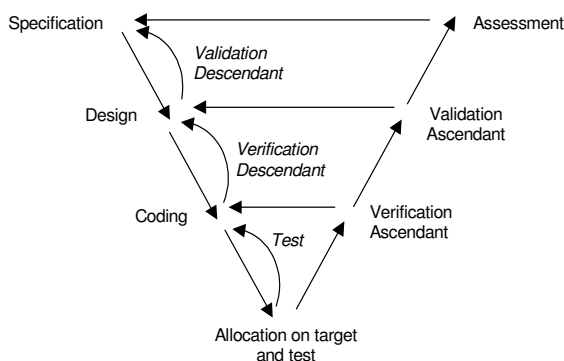 Specification
Assessment
Validation
Descendant
Design
Validation
Ascendant
Verification
Descendant
Coding
Verification
Ascendant
Test
Allocation on target
and test